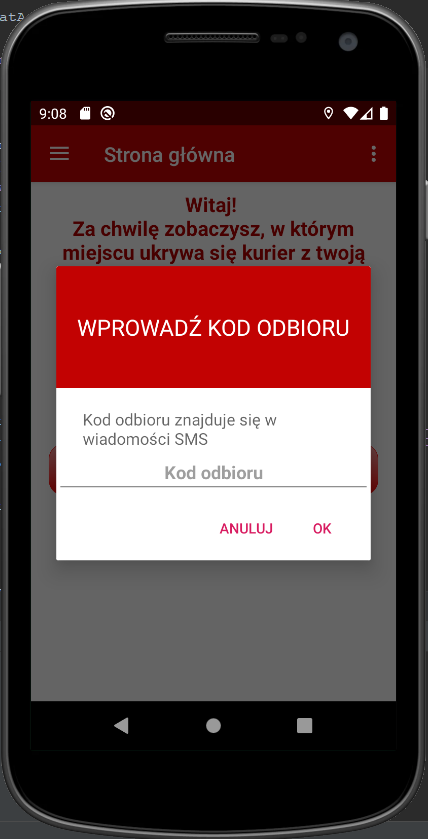 atA
9:08
Strona główna
Witaj!
Za chwilę zobaczysz, w którym
miejscu ukrywa się kurier z twoją
WPROWADŹ KOD ODBIORU
Kod odbioru znajduje się w
wiadomości SMS
Kod odbioru
ANULUJ OK